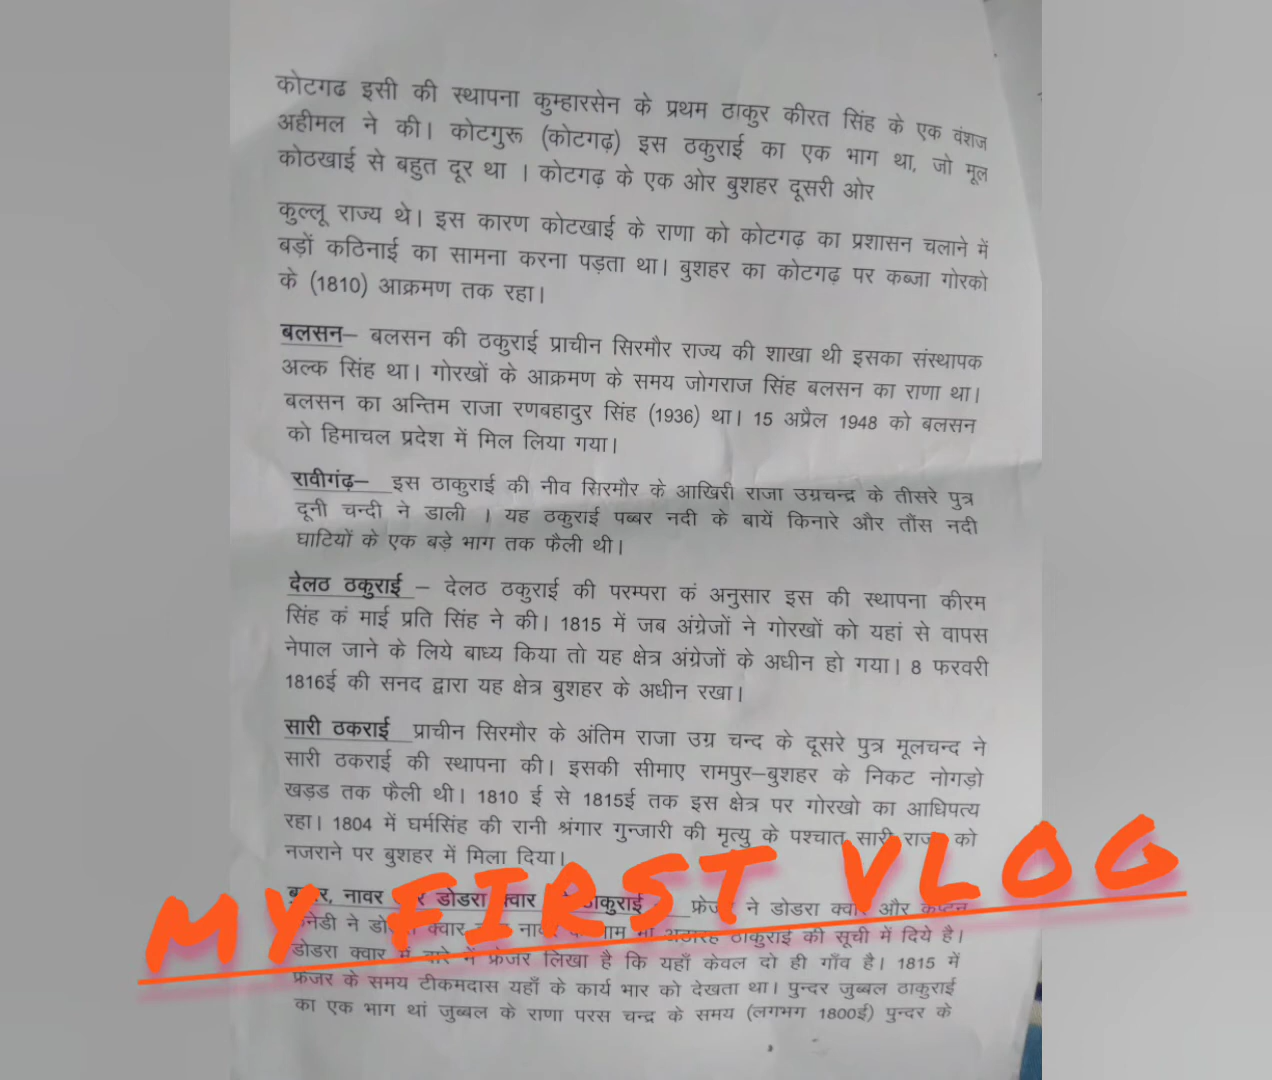 कोटगढ इसी की स्थापना कुम्हारसेन के प्रथम ठाकुर कीरत सिंह के एक वंशज
अहीमल ने की। कोटगुरू (कोटगढ़) इस ठकुराई का एक भाग था, जो मूल
कोठखाई से बहुत दूर था । कोटगढ़ के एक ओर बुशहर दूसरी ओर
कुल्लू राज्य थे। इस कारण कोटखाई के राणा को कोटगढ़ का प्रशासन चलाने में
बड़ों कठिनाई का सामना करना पड़ता था। बुशहर का कोटगढ़ पर कब्जा गोरको
के (1810) आक्रमण तक रहा।
बलसन– बलसन की ठकुराई प्राचीन सिरमौर राज्य की शाखा थी इसका संस्थापक
अल्क सिंह था। गोरखों के आक्रमण के समय जोगराज सिंह बलसन का राणा था।
बलसन का अन्तिम राजा रणबहादुर सिंह (1936) था। 15 अप्रैल 1948 को बलसन
को हिमाचल प्रदेश में मिल लिया गया।
रावीगंढ़– इस ठाकुराई की नीव सिरमौर के आखिरी राजा उग्रचन्द्र के तीसरे पुत्र
दूनी चन्दी ने डाली । यह ठकुराई पब्बर नदी के बायें किनारे और तौंस नदी
घाटियों के एक बड़े भाग तक फैली थी।
देलठ ठकुराई – देलठ ठकुराई की परम्परा कं अनुसार इस की स्थापना कीरम
सिंह कं माई प्रति सिंह ने की। 1815 में जब अंग्रेजों ने गोरखों को यहां से वापस
नेपाल जाने के लिये बाध्य किया तो यह क्षेत्र अंग्रेजों के अधीन हो गया। 8 फरवरी
1816ई की सनद द्वारा यह क्षेत्र बुशहर के अधीन रखा।
सारी ठकराई प्राचीन सिरमौर के अंतिम राजा उग्र चन्द के दूसरे पुत्र मूलचन्द ने
सारी ठकराई की स्थापना की। इसकी सीमाए रामपुर–बुशहर के निकट नोगड़ो
खड़ड तक फैली थी। 1810 ई से 1815ई तक इस क्षेत्र पर गोरखो का आधिपत्य
रहा। 1804 में घर्मसिंह की रानी श्रंगार गुन्जारी की मृत्यु के पश्चात् सारी राज्य को
नजराने पर बुशहर में मिला दिया।
नावर डोडरा क्वार ठाकुराई – ने डोडरा क्वार और
ने क्वार अठारह ठाकुराई की सूची में दिये है।
डोडरा क्वार में बारे में फ्रेजर लिखा है कि यहाँ केवल दो ही गाँव है। 1815 में
फ्रेजर के समय टीकमदास यहाँ के कार्य भार को देखता था। पुन्दर जुब्बल ठाकुराई
का एक भाग थां जुब्बल के राणा परस चन्द्र के समय (लगभग 1800ई) पुन्दर के
MY FIRST VLOG